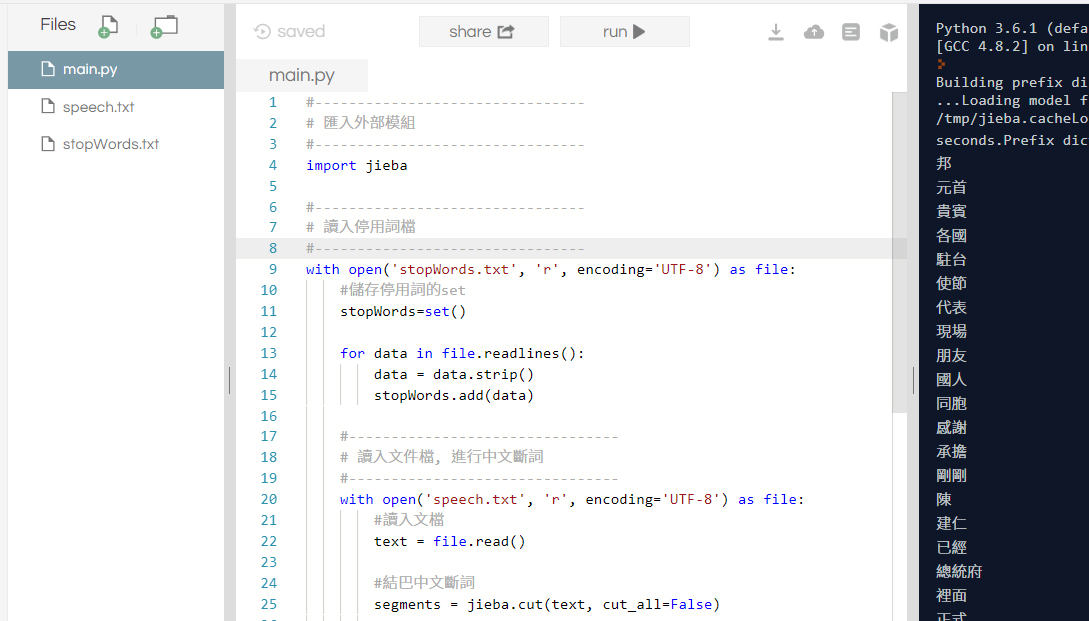 Files
main.py
speech.txt
stopWords.txt
saved
share
run
main.py
1 #--------------------------------
2 # 匯入外部模組
3 #--------------------------------
4 import jieba
5
6 #--------------------------------
7 # 讀入停用詞檔
8 #--------------------------------
9 with open('stopWords.txt', 'r', encoding='UTF-8') as file:
10 #儲存停用詞的set
11 stopWords=set()
12
13 for data in file.readlines():
14 data = data.strip()
15 stopWords.add(data)
16
17 #--------------------------------
18 # 讀入文件檔, 進行中文斷詞
19 #--------------------------------
20 with open('speech.txt', 'r', encoding='UTF-8') as file:
21 #讀入文檔
22 text = file.read()
23
24 #結巴中文斷詞
25 segments = jieba.cut(text, cut_all=False)
Python 3.6.1 (defa
[GCC 4.8.2] on lin
Building prefix di
...Loading model f
/tmp/jieba.cacheLo
seconds.Prefix dic
邦
元首
貴賓
各國
駐台
使節
代表
現場
朋友
國人
同胞
感謝
承擔
剛剛
陳
建仁
已經
總統府
裡面
正式